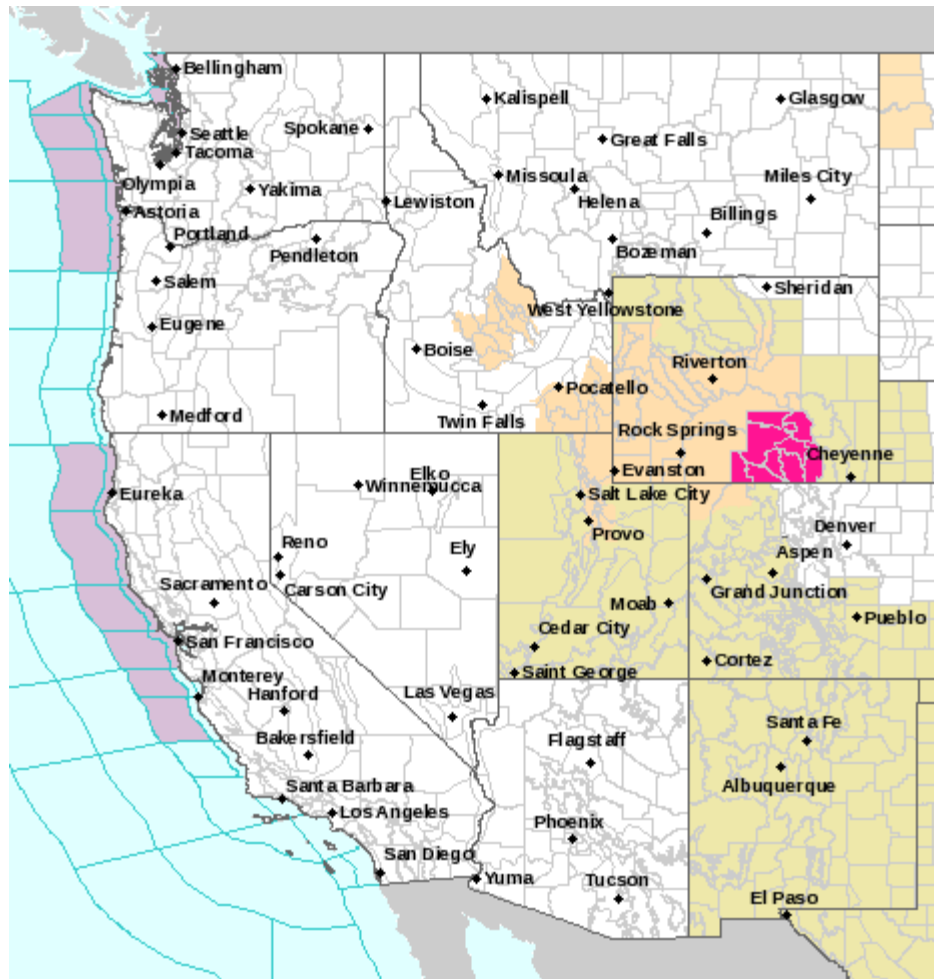 Bellingham
Kalispell
Glasgow
Seattle
Spokane
Great Falls
Tacoma
Olympia
Yakima
Missoula
Miles City
Lewiston
Helena
Astoria
Billings
Portland
Pendleton
Bozeman
Salem
Sheridan
West Yellowstone
Eugene
Boise
Riverton
Pocatello
Medford
Twin Falls
Rock Springs
Cheyenne
Evanston
Elko
Winnemucca
Eureka
Salt Lake City
Provo
Denver
Reno
Ely
Aspen
Sacramento
Carson City
Grand Junction
Moab
Pueblo
Cedar City
San Francisco
Cortez
Saint George
Monterey
Hanford
Las Vegas
Santa Fe
Bakersfield
Flagstaff
Albuquerque
Santa Barbara
Los Angeles
Phoenix
San Diego
Yuma
Tucson
El Paso